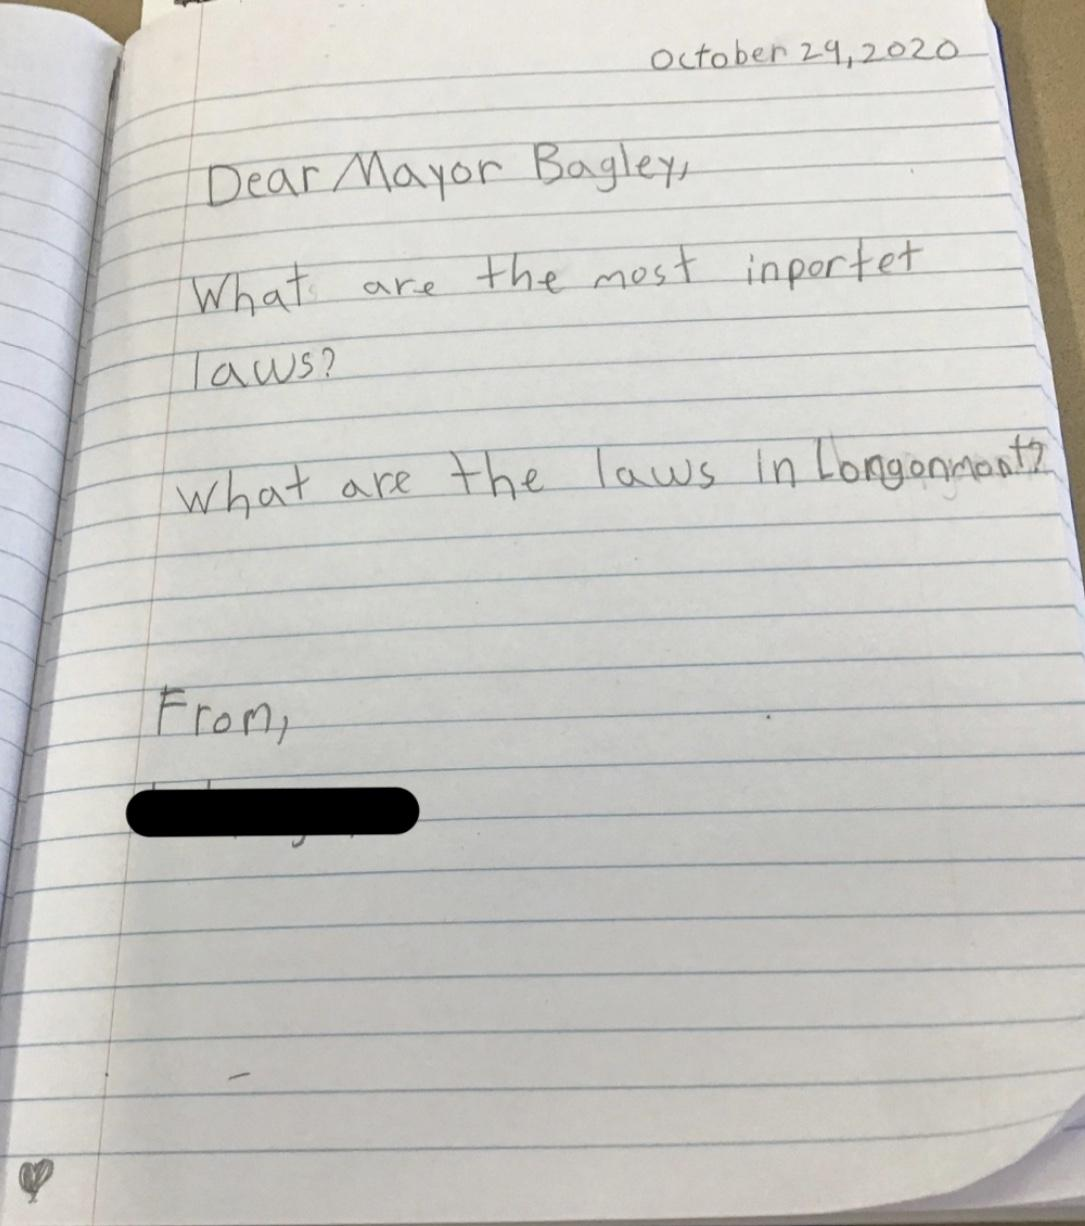 October 29, 2020
Dear Mayor Bagley,
What are the most inportet
laws?
What are the laws in Longonmont?
From,